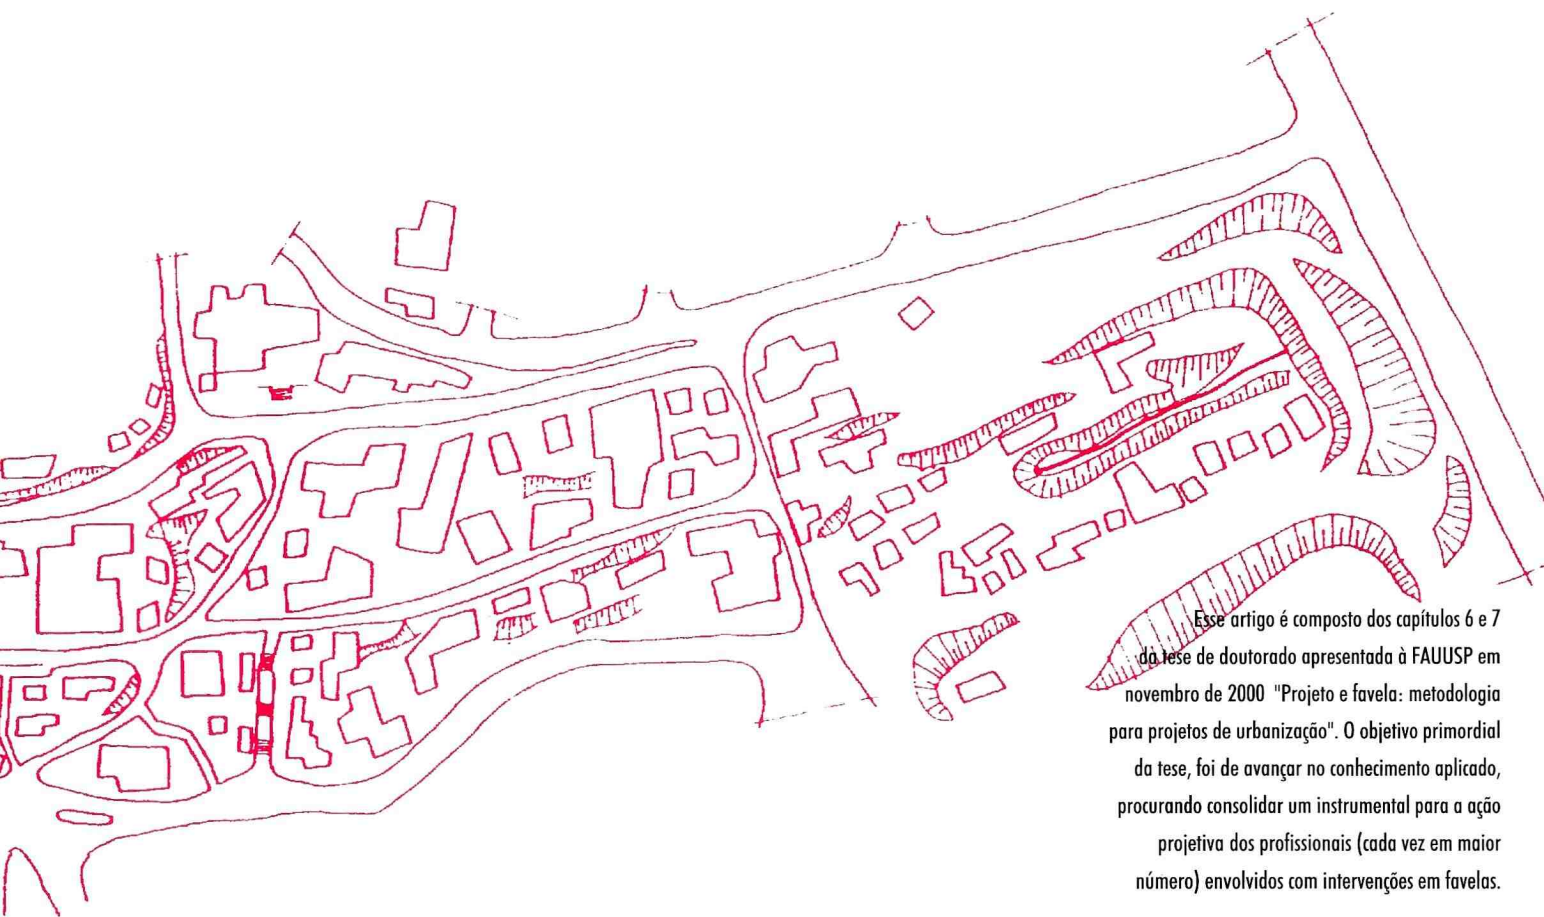 Esse artigo é composto dos capítulos 6 e 7
da tese de doutorado apresentada à FAUUSP em
novembro de 2000 "Projeto e favela: metodologia
para projetos de urbanização". O objetivo primordial
da tese, foi de avançar no conhecimento aplicado,
procurando consolidar um instrumental para a ação
projetiva dos profissionais (cada vez em maior
número) envolvidos com intervenções em favelas.